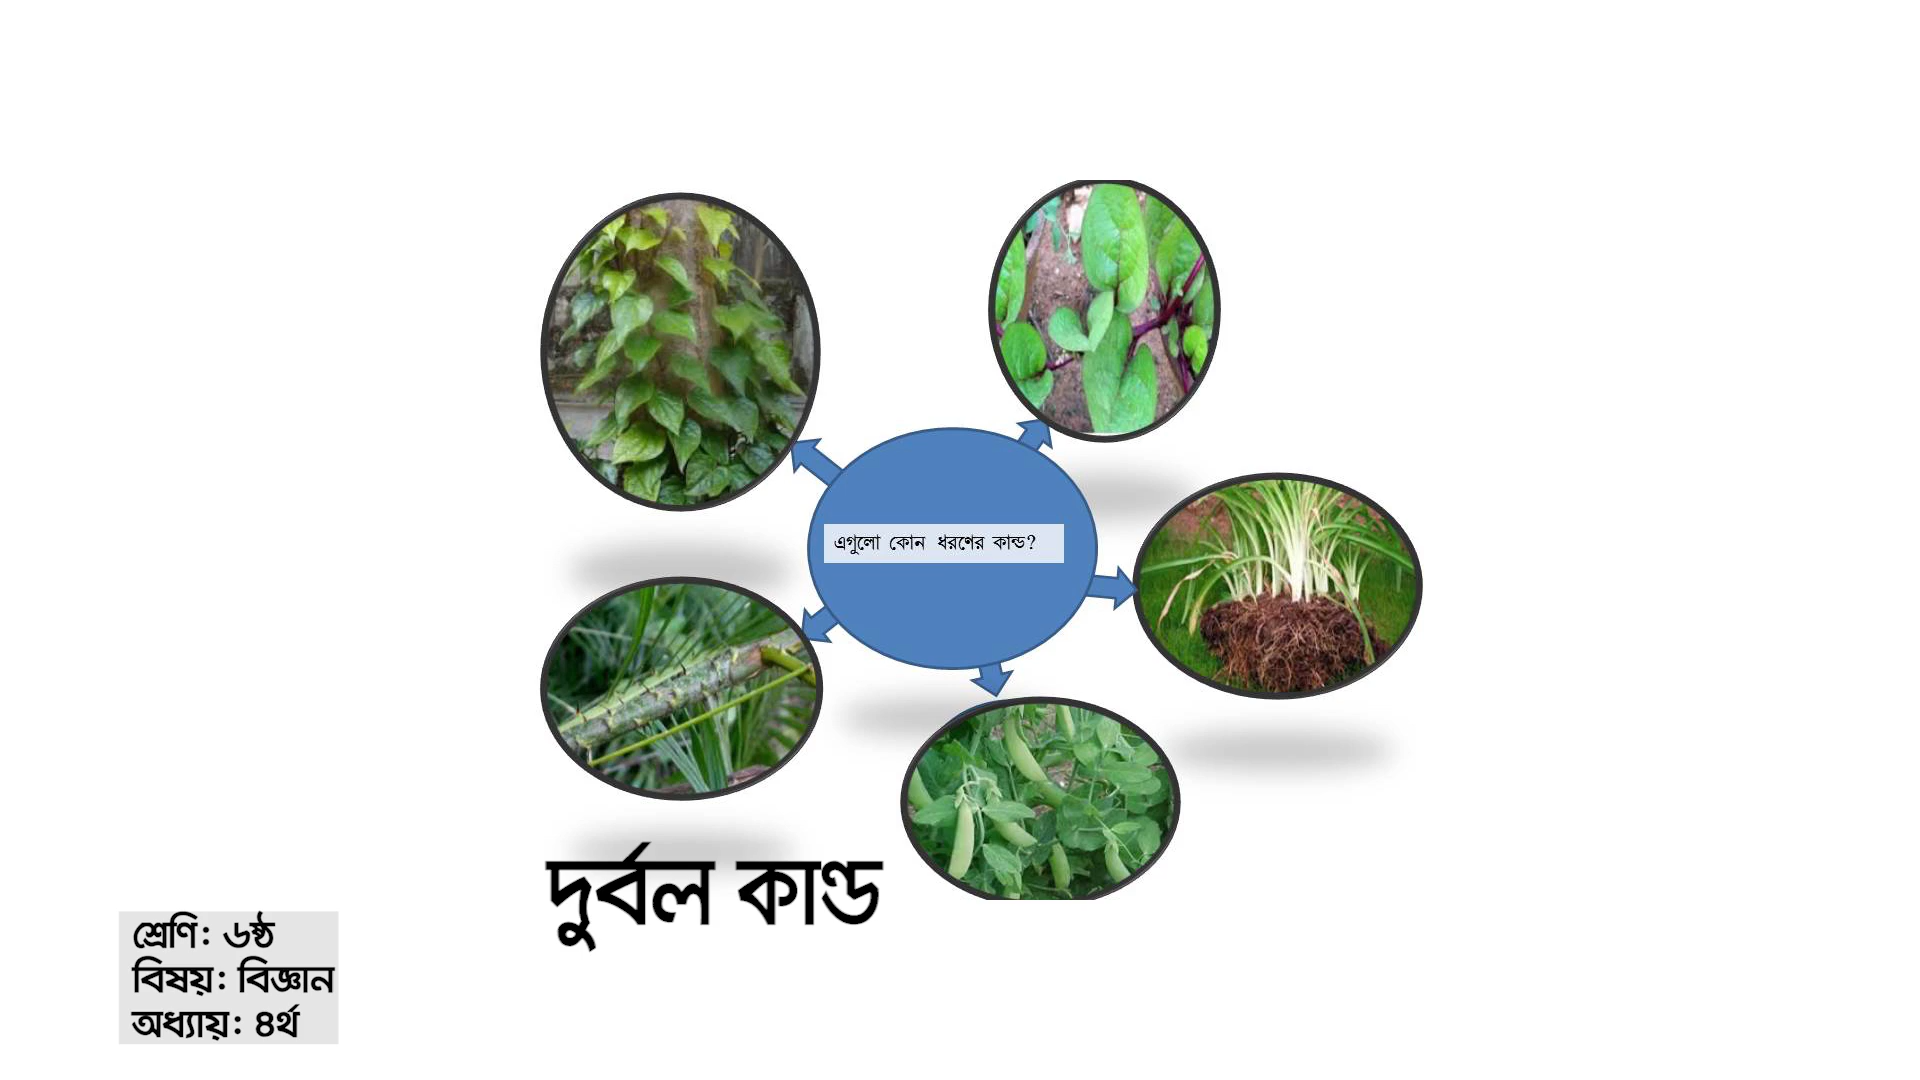 এগুলো কোন ধরণের কান্ড?
দুর্বল কাণ্ড
শ্রেণি: ৬ষ্ঠ
বিষয়: বিজ্ঞান
অধ্যায়: ৪র্থ